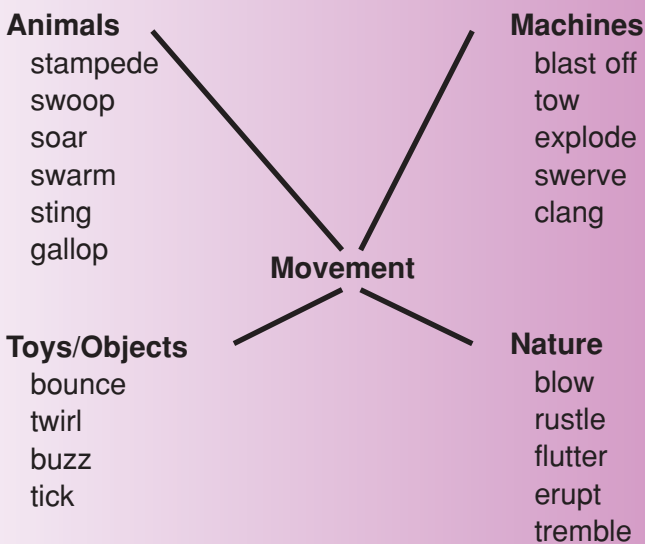 Animals
stampede
swoop
soar
swarm
sting
gallop
Machines
blast off
tow
explode
swerve
clang
Movement
Toys/Objects
bounce
twirl
buzz
tick
Nature
blow
rustle
flutter
erupt
tremble